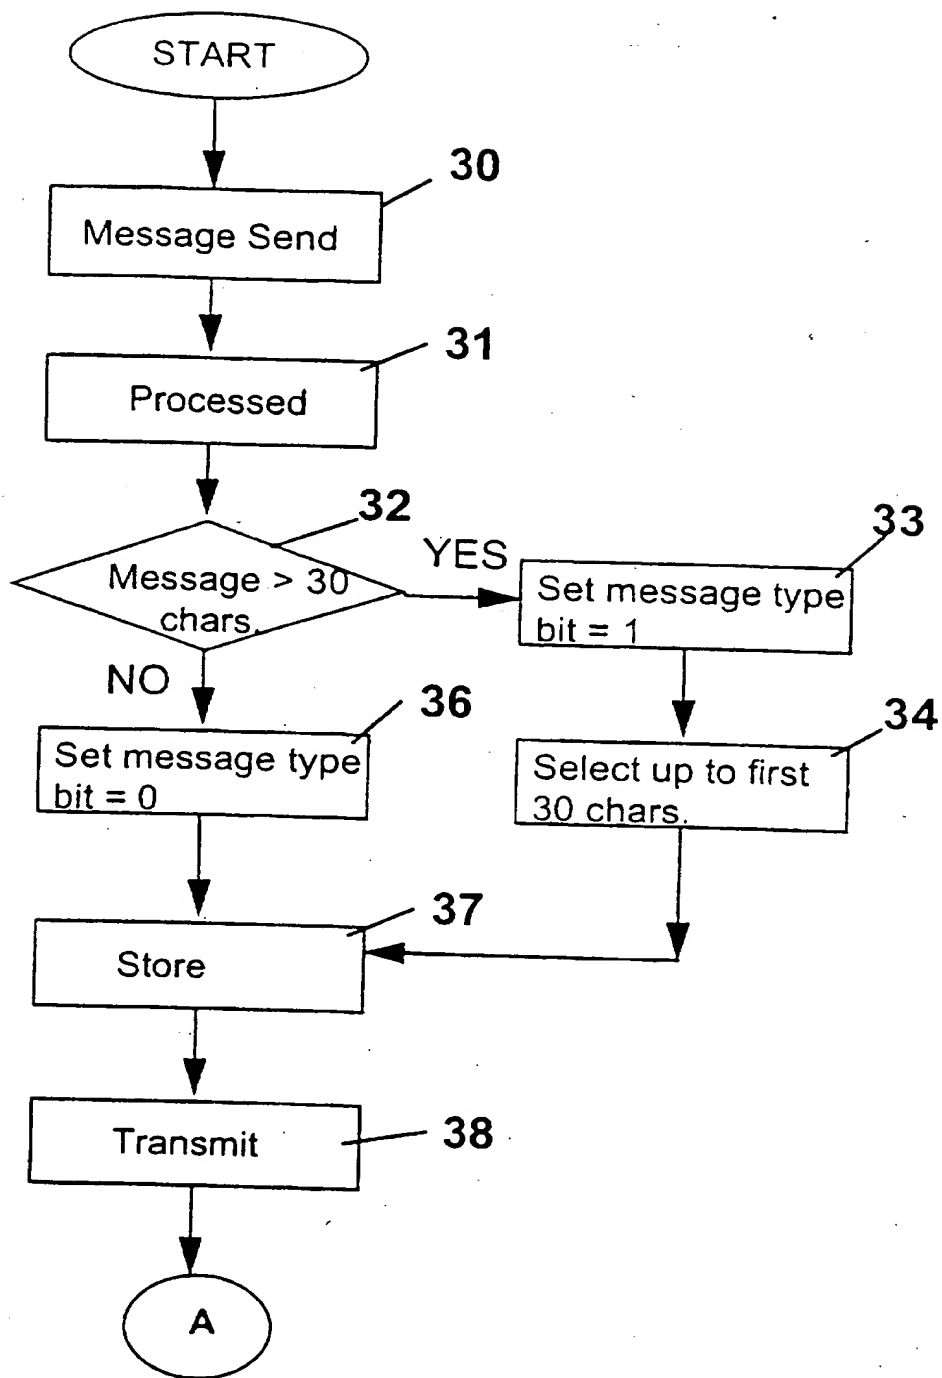 START
30
Message Send
31
Processed
32
Message > 30
chars.
YES
33
Set message type
bit = 1
NO
36
Set message type
bit = 0
34
Select up to first
30 chars.
37
Store
38
Transmit
A